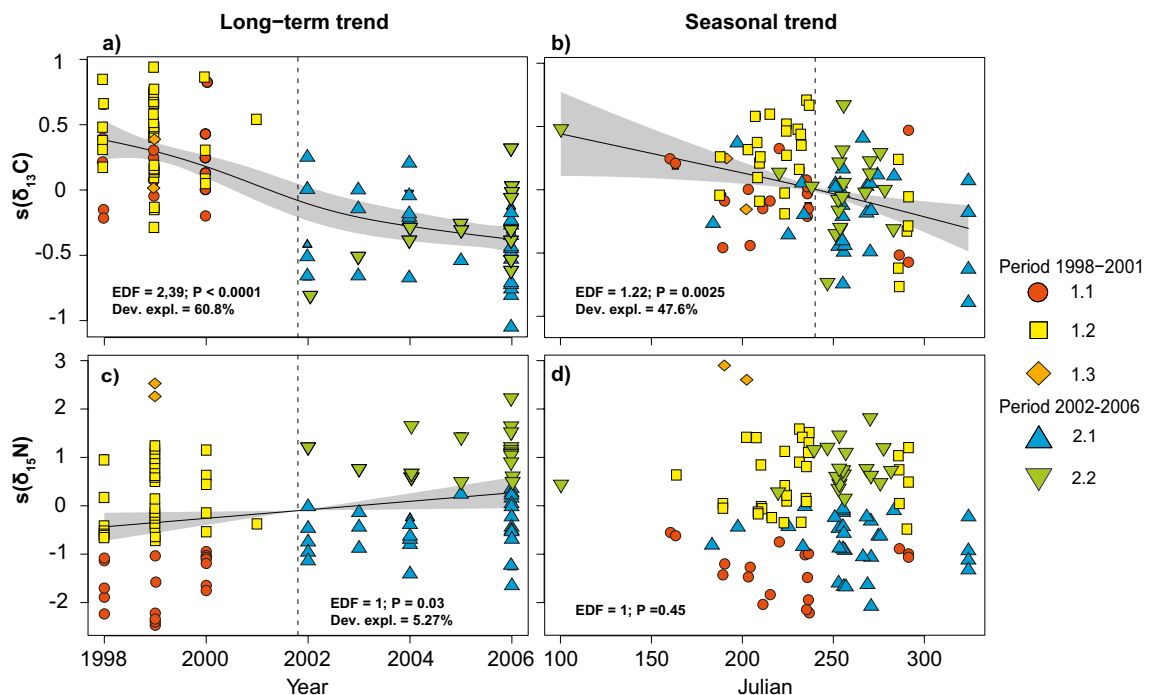 Long−term trend
Seasonal trend
a)
b)
1
0.5
0
-0.5
-1
s(δ13C)
EDF = 2,39; P < 0.0001
Dev. expl. = 60.8%
EDF = 1.22; P = 0.0025
Dev. expl. = 47.6%
c)
d)
3
2
1
0
-1
-2
s(δ15N)
EDF = 1; P = 0.03
Dev. expl. = 5.27%
EDF = 1; P =0.45
1998
2000
2002
2004
2006
Year
100
150
200
250
300
Julian
Period 1998−2001
1.1
1.2
1.3
Period 2002-2006
2.1
2.2